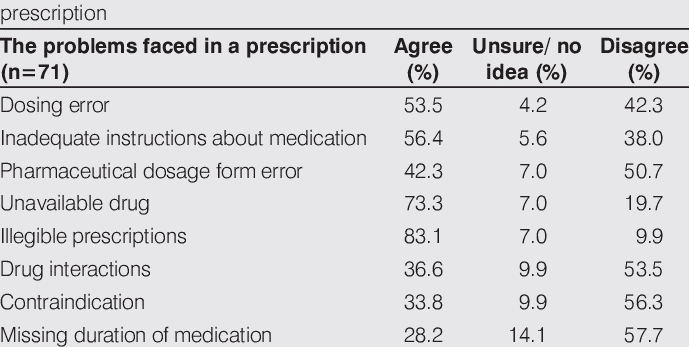 prescription
The problems faced in a prescription Agree Unsure/ no Disagree
(n=71) (%) idea (%) (%)
Dosing error 53.5 4.2 42.3
Inadequate instructions about medication 56.4 5.6 38.0
Pharmaceutical dosage form error 42.3 7.0 50.7
Unavailable drug 73.3 7.0 19.7
Illegible prescriptions 83.1 7.0 9.9
Drug interactions 36.6 9.9 53.5
Contraindication 33.8 9.9 56.3
Missing duration of medication 28.2 14.1 57.7